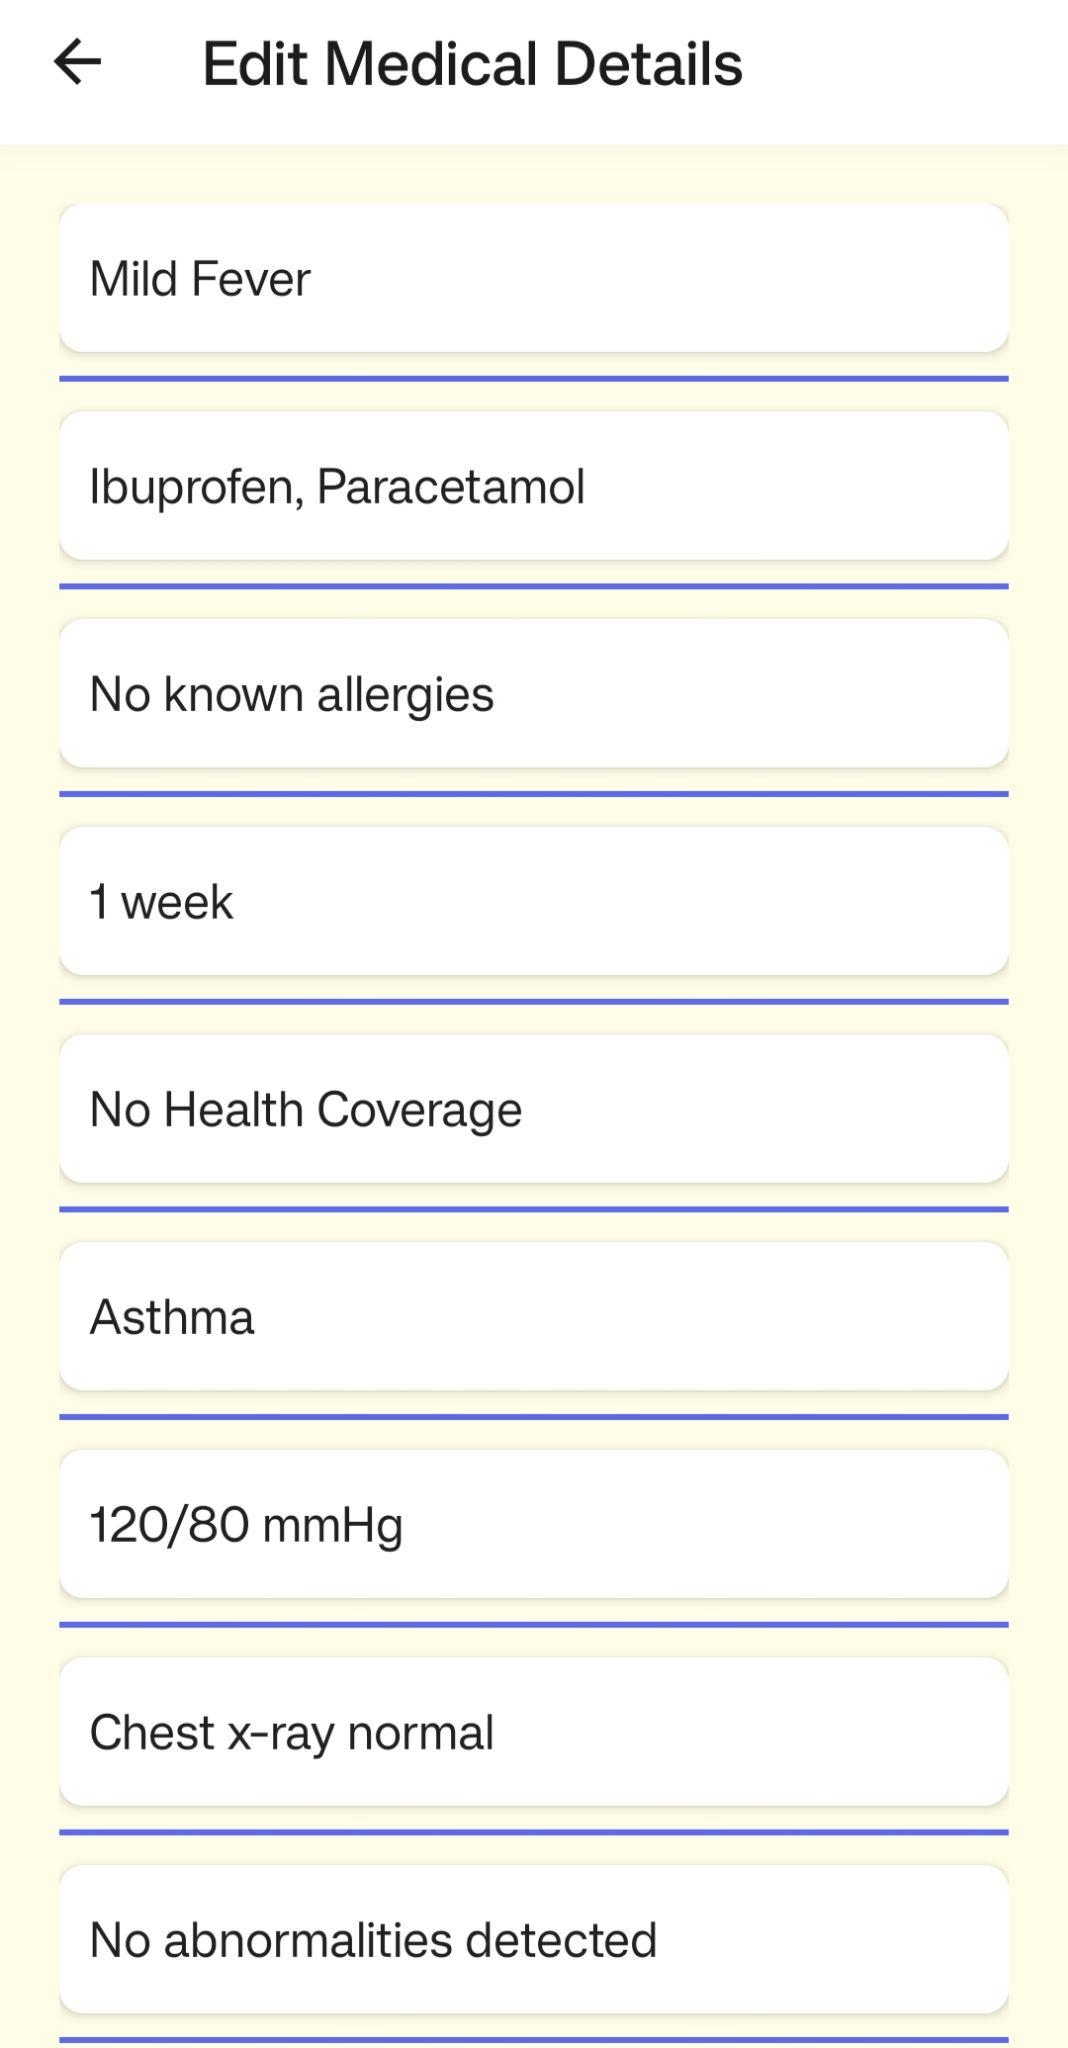 Edit Medical Details
Mild Fever
Ibuprofen, Paracetamol
No known allergies
1 week
No Health Coverage
Asthma
120/80 mmHg
Chest x-ray normal
No abnormalities detected